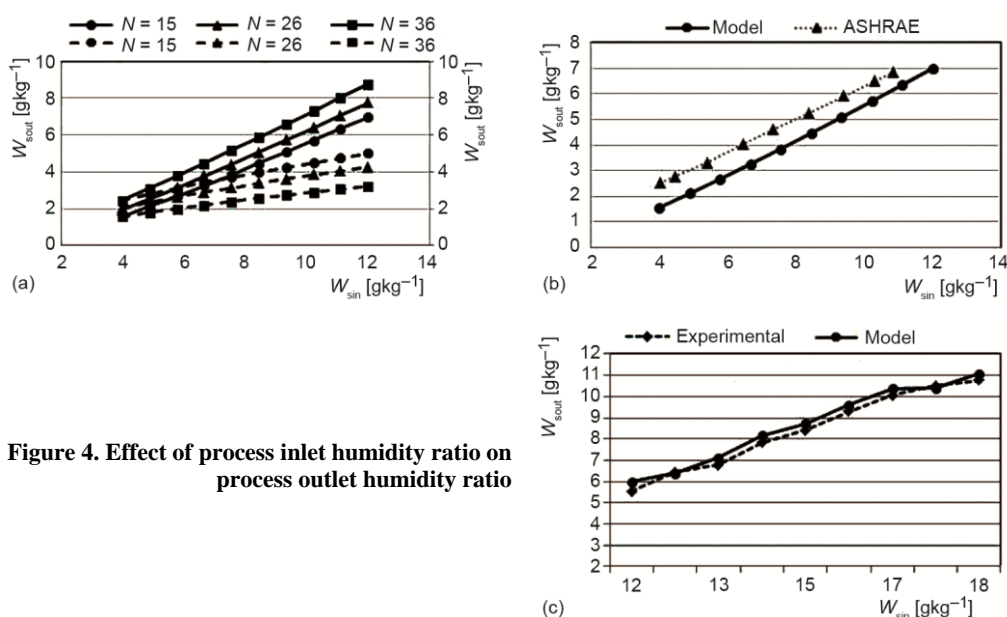 N = 15 N = 26 N = 36
N = 15 N = 26 N = 36
10
8
6
4
2
0
W_sout [gkg⁻¹]
10
8
6
4
2
0
W_sout [gkg⁻¹]
2 4 6 8 10 12 14
(a) W_sin [gkg⁻¹]
Model ASHRAE
8
7
6
5
4
3
2
1
0
W_sout [gkg⁻¹]
2 4 6 8 10 12 14
(b) W_sin [gkg⁻¹]
Experimental Model
12
11
10
9
8
7
6
5
4
3
2
W_sout [gkg⁻¹]
12 13 15 17 18
(c) W_sin [gkg⁻¹]
Figure 4. Effect of process inlet humidity ratio on
process outlet humidity ratio